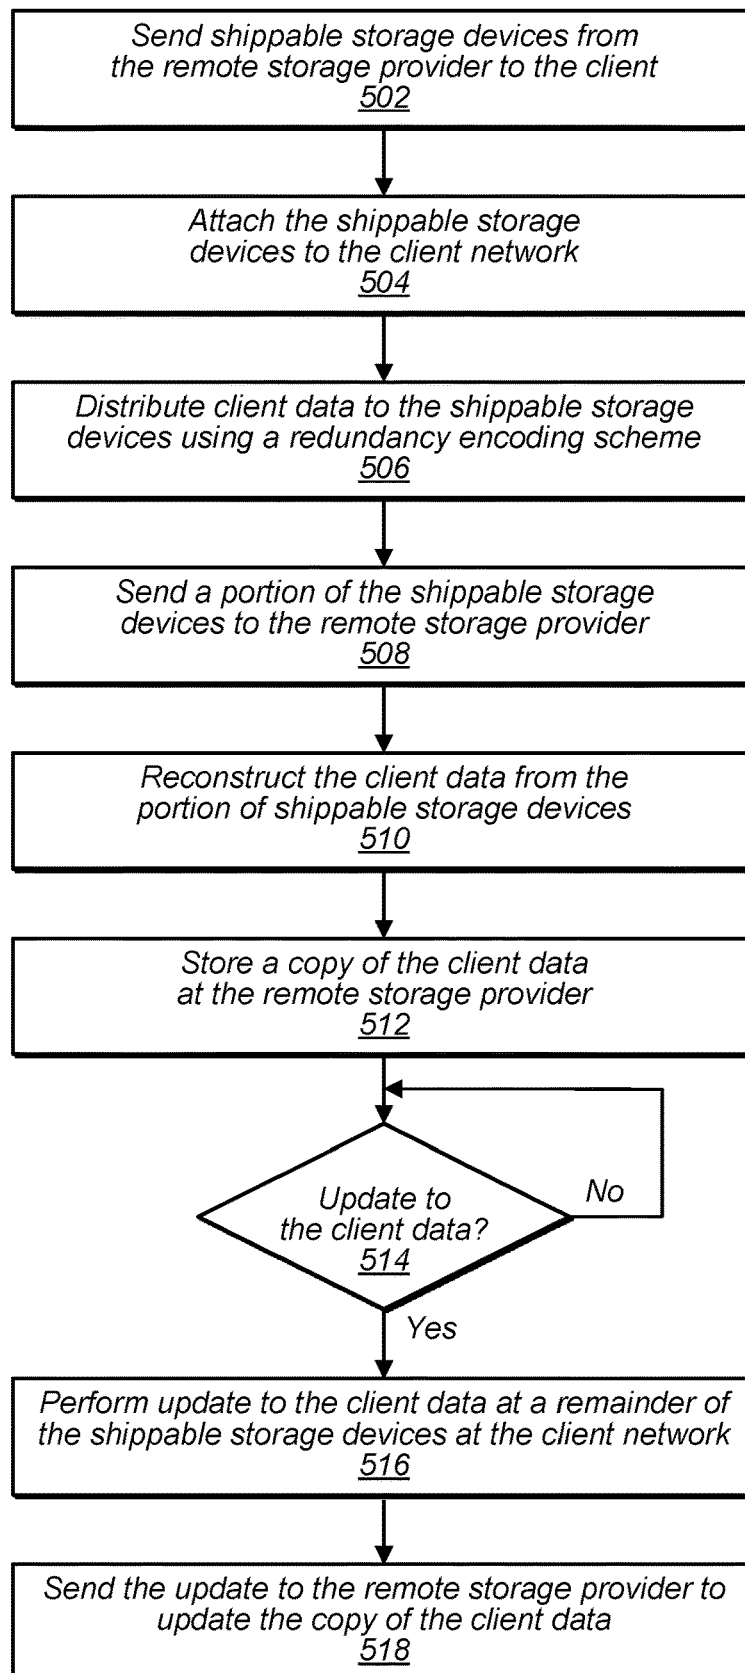 Send shippable storage devices from
the remote storage provider to the client
502
Attach the shippable storage
devices to the client network
504
Distribute client data to the shippable storage
devices using a redundancy encoding scheme
506
Send a portion of the shippable storage
devices to the remote storage provider
508
Reconstruct the client data from the
portion of shippable storage devices
510
Store a copy of the client data
at the remote storage provider
512
Update to
the client data?
514
No
Yes
Perform update to the client data at a remainder of
the shippable storage devices at the client network
516
Send the update to the remote storage provider to
update the copy of the client data
518